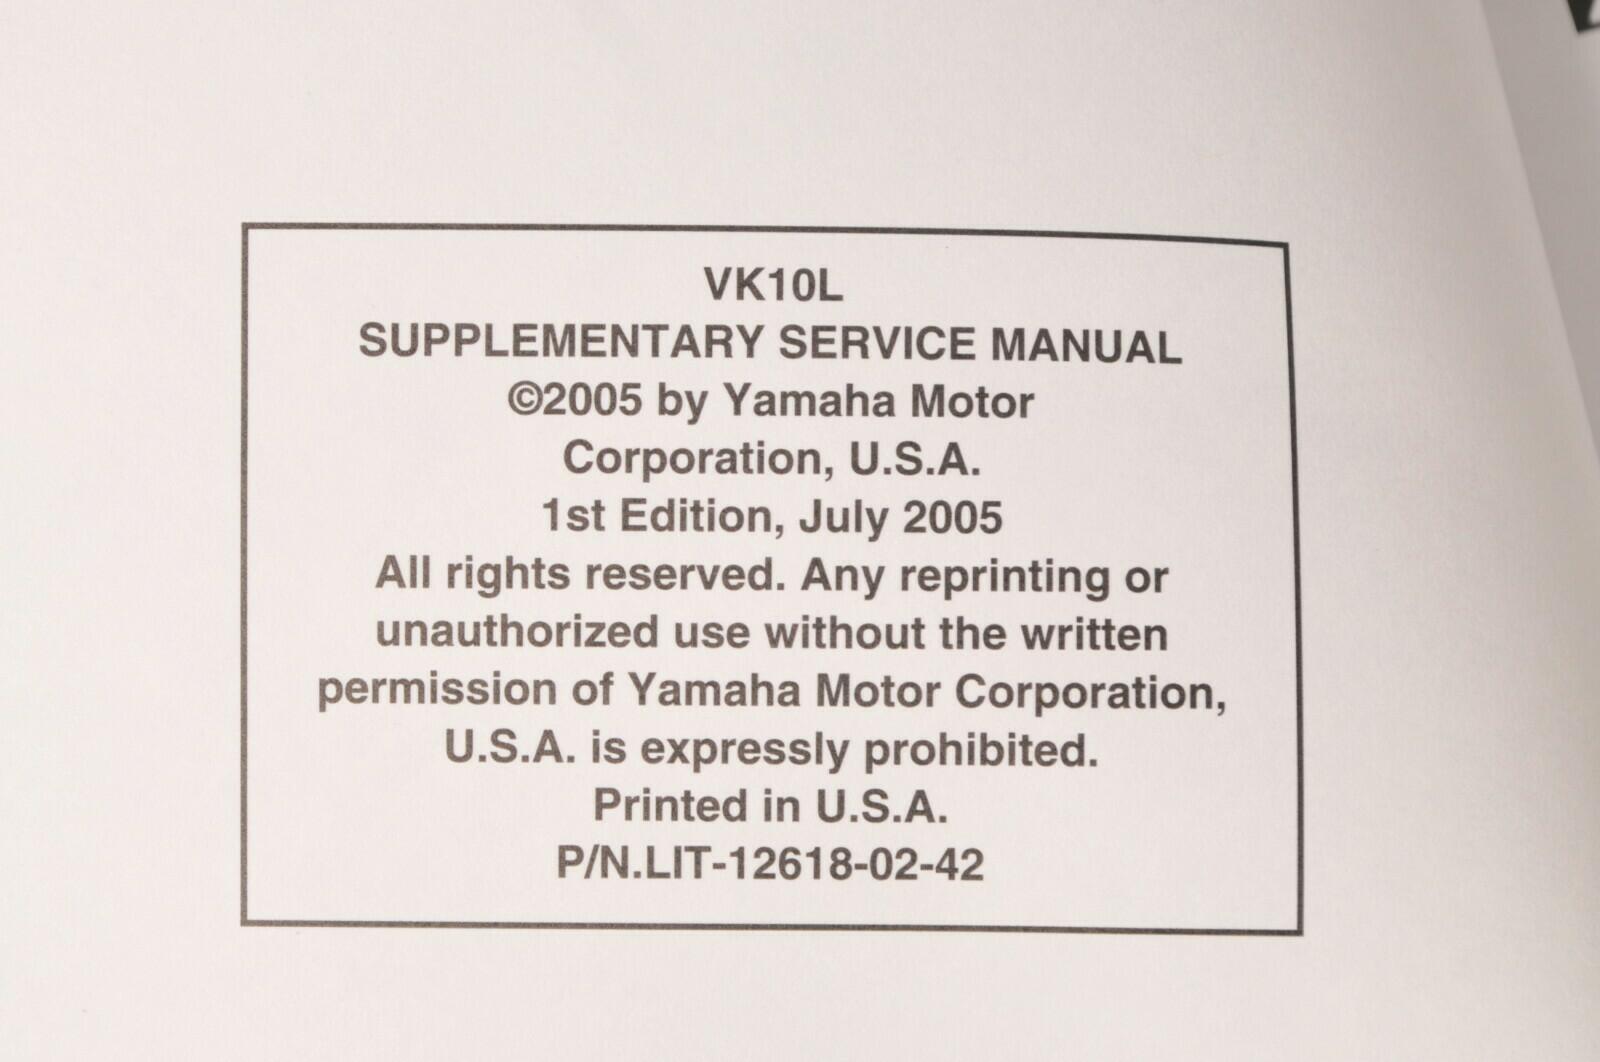 VK10L
SUPPLEMENTARY SERVICE MANUAL
©2005 by Yamaha Motor
Corporation, U.S.A.
1st Edition, July 2005
All rights reserved. Any reprinting or
unauthorized use without the written
permission of Yamaha Motor Corporation,
U.S.A. is expressly prohibited.
Printed in U.S.A.
P/N.LIT-12618-02-42